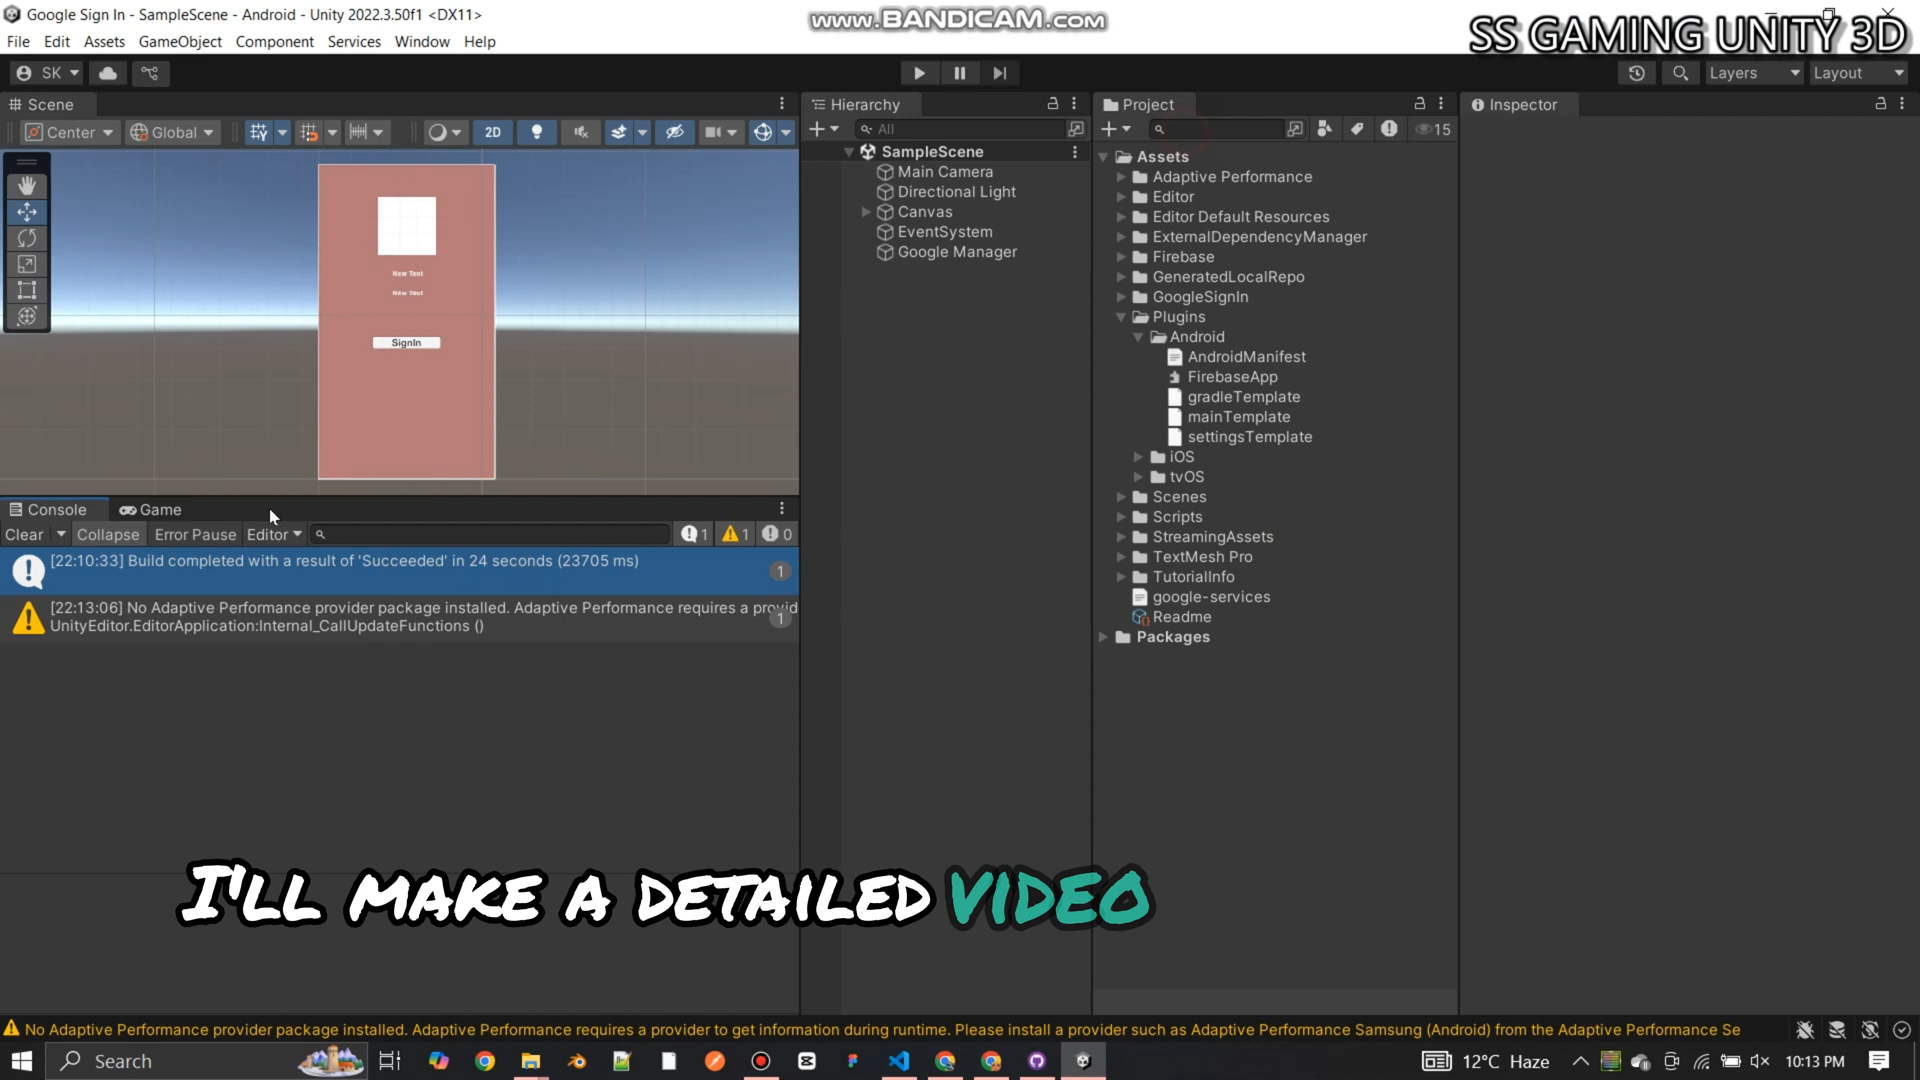 Google Sign In - SampleScene - Android - Unity 2022.3.50f1 <DX11>
www.BANDICAM.com
SS GAMING UNITY 3D
File Edit Assets GameObject Component Services Window Help
SK
Layers
Layout
Scene
Center
Global
2D
New Text
New Text
SignIn
Hierarchy
All
SampleScene
Main Camera
Directional Light
Canvas
EventSystem
Google Manager
Project
15
Assets
Adaptive Performance
Editor
Editor Default Resources
ExternalDependencyManager
Firebase
GeneratedLocalRepo
GoogleSignIn
Plugins
Android
AndroidManifest
FirebaseApp
gradleTemplate
mainTemplate
settingsTemplate
iOS
tvOS
Scenes
Scripts
StreamingAssets
TextMesh Pro
TutorialInfo
google-services
Readme
Packages
Inspector
Console
Game
Clear Collapse Error Pause Editor
1 1 0
[22:10:33] Build completed with a result of 'Succeeded' in 24 seconds (23705 ms)
1
[22:13:06] No Adaptive Performance provider package installed. Adaptive Performance requires a provid
UnityEditor.EditorApplication:Internal_CallUpdateFunctions ()
1
I'LL MAKE A DETAILED VIDEO
No Adaptive Performance provider package installed. Adaptive Performance requires a provider to get information during runtime. Please install a provider such as Adaptive Performance Samsung (Android) from the Adaptive Performance Se
Search
12°C Haze
10:13 PM